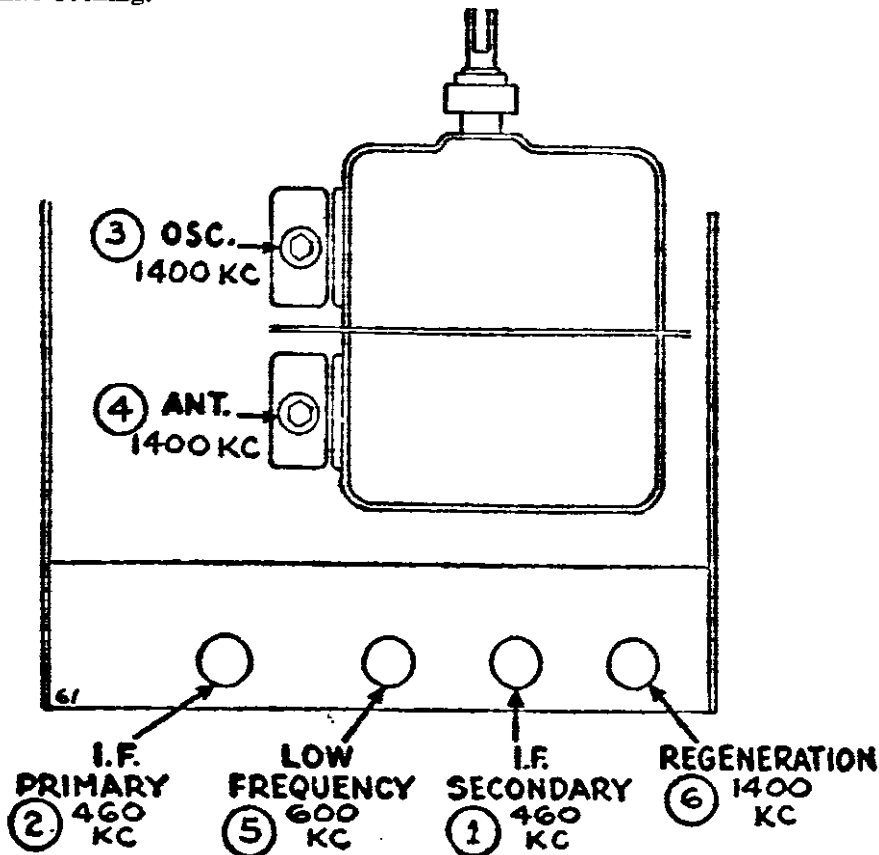 ③ OSC.
1400 KC
④ ANT.
1400 KC
61
I.F.
PRIMARY
② 460
KC
LOW
FREQUENCY
⑤ 600
KC
I.F.
SECONDARY
① 460
KC
REGENERATION
⑥ 1400
KC